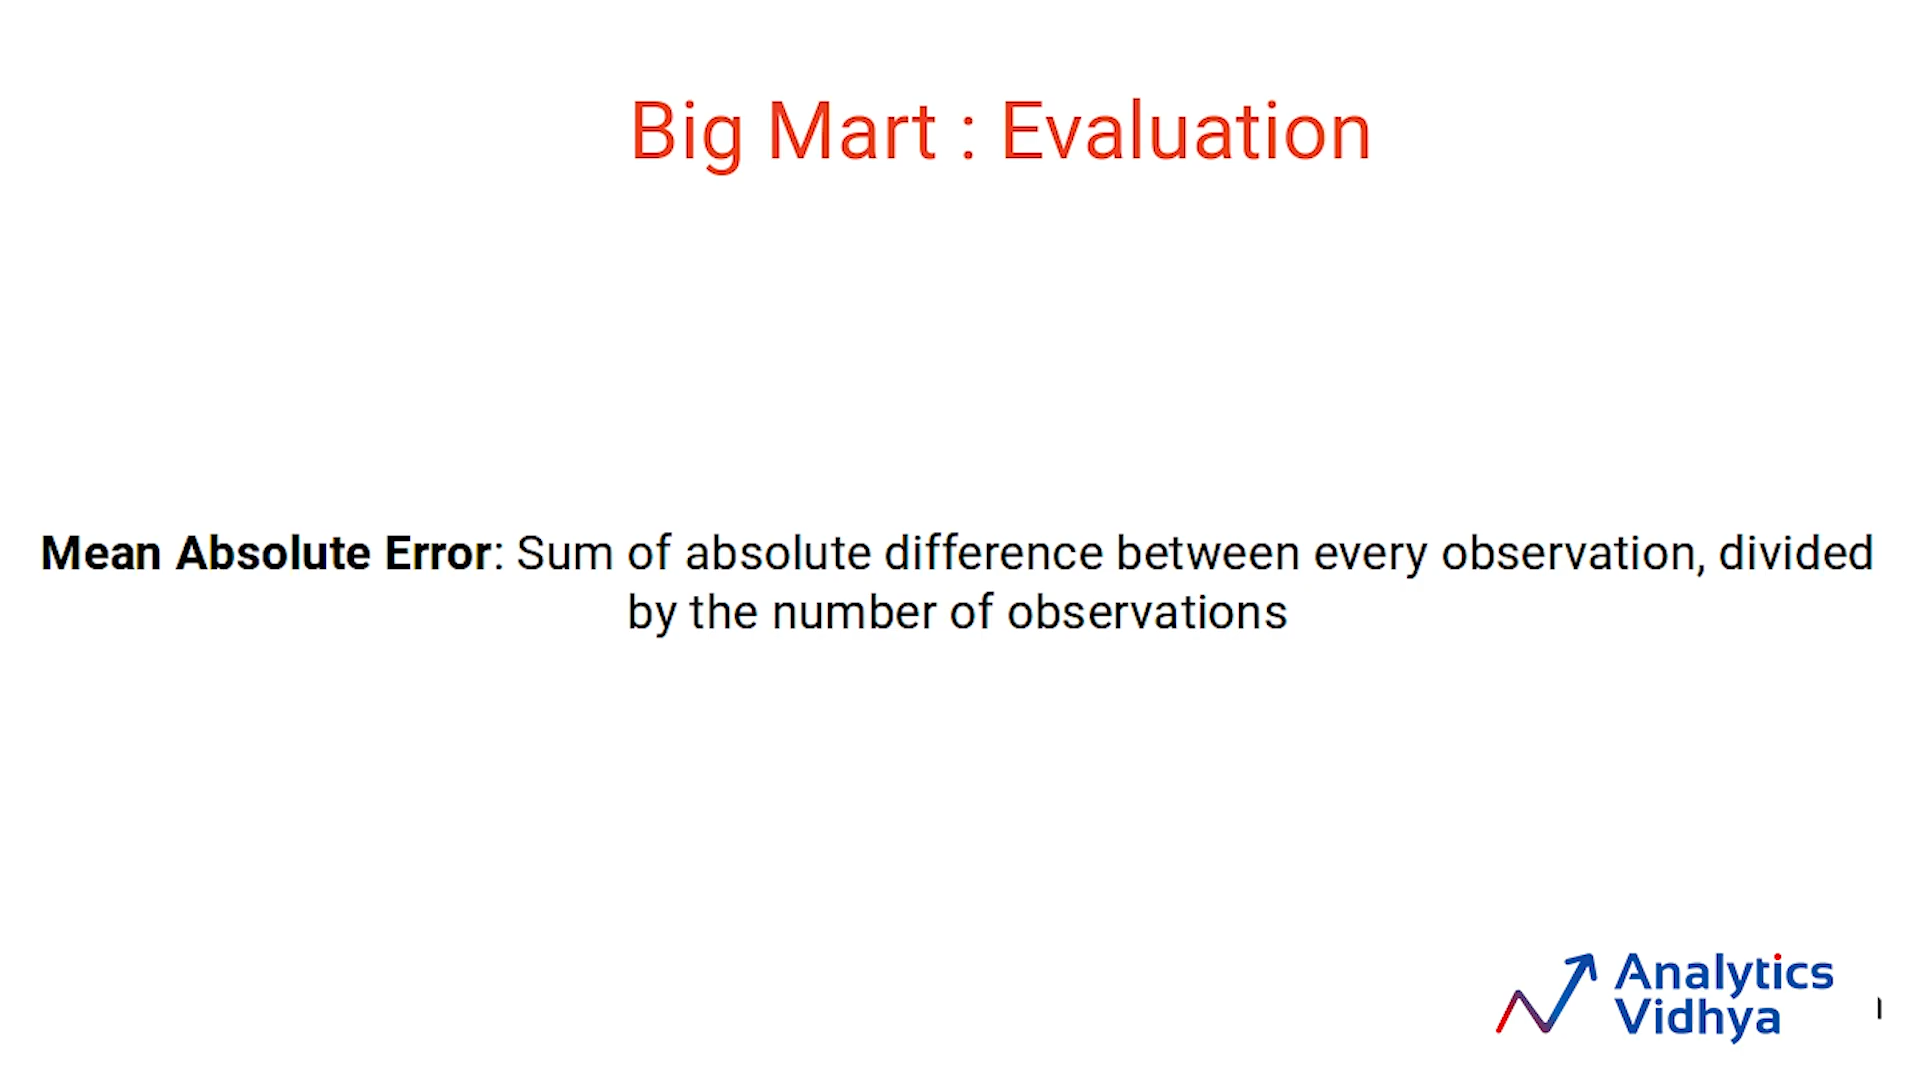 Big Mart : Evaluation
Mean Absolute Error: Sum of absolute difference between every observation, divided
by the number of observations
Analytics
Vidhya